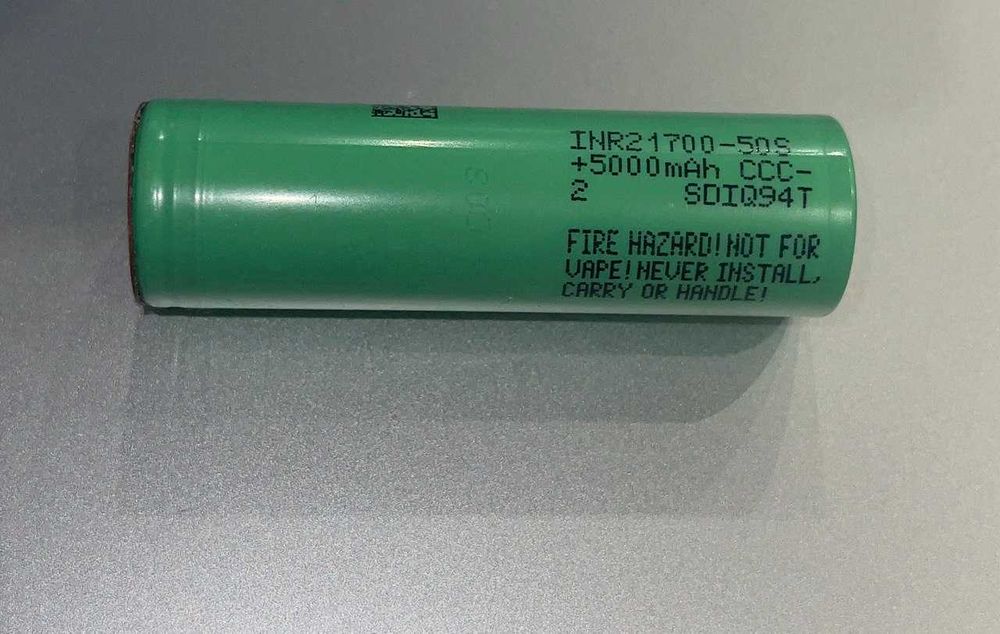 INR21700-50S
+5000mAh CCC-
2 SDIQ94T
FIRE HAZARD! NOT FOR
VAPE! NEVER INSTALL,
CARRY OR HANDLE!